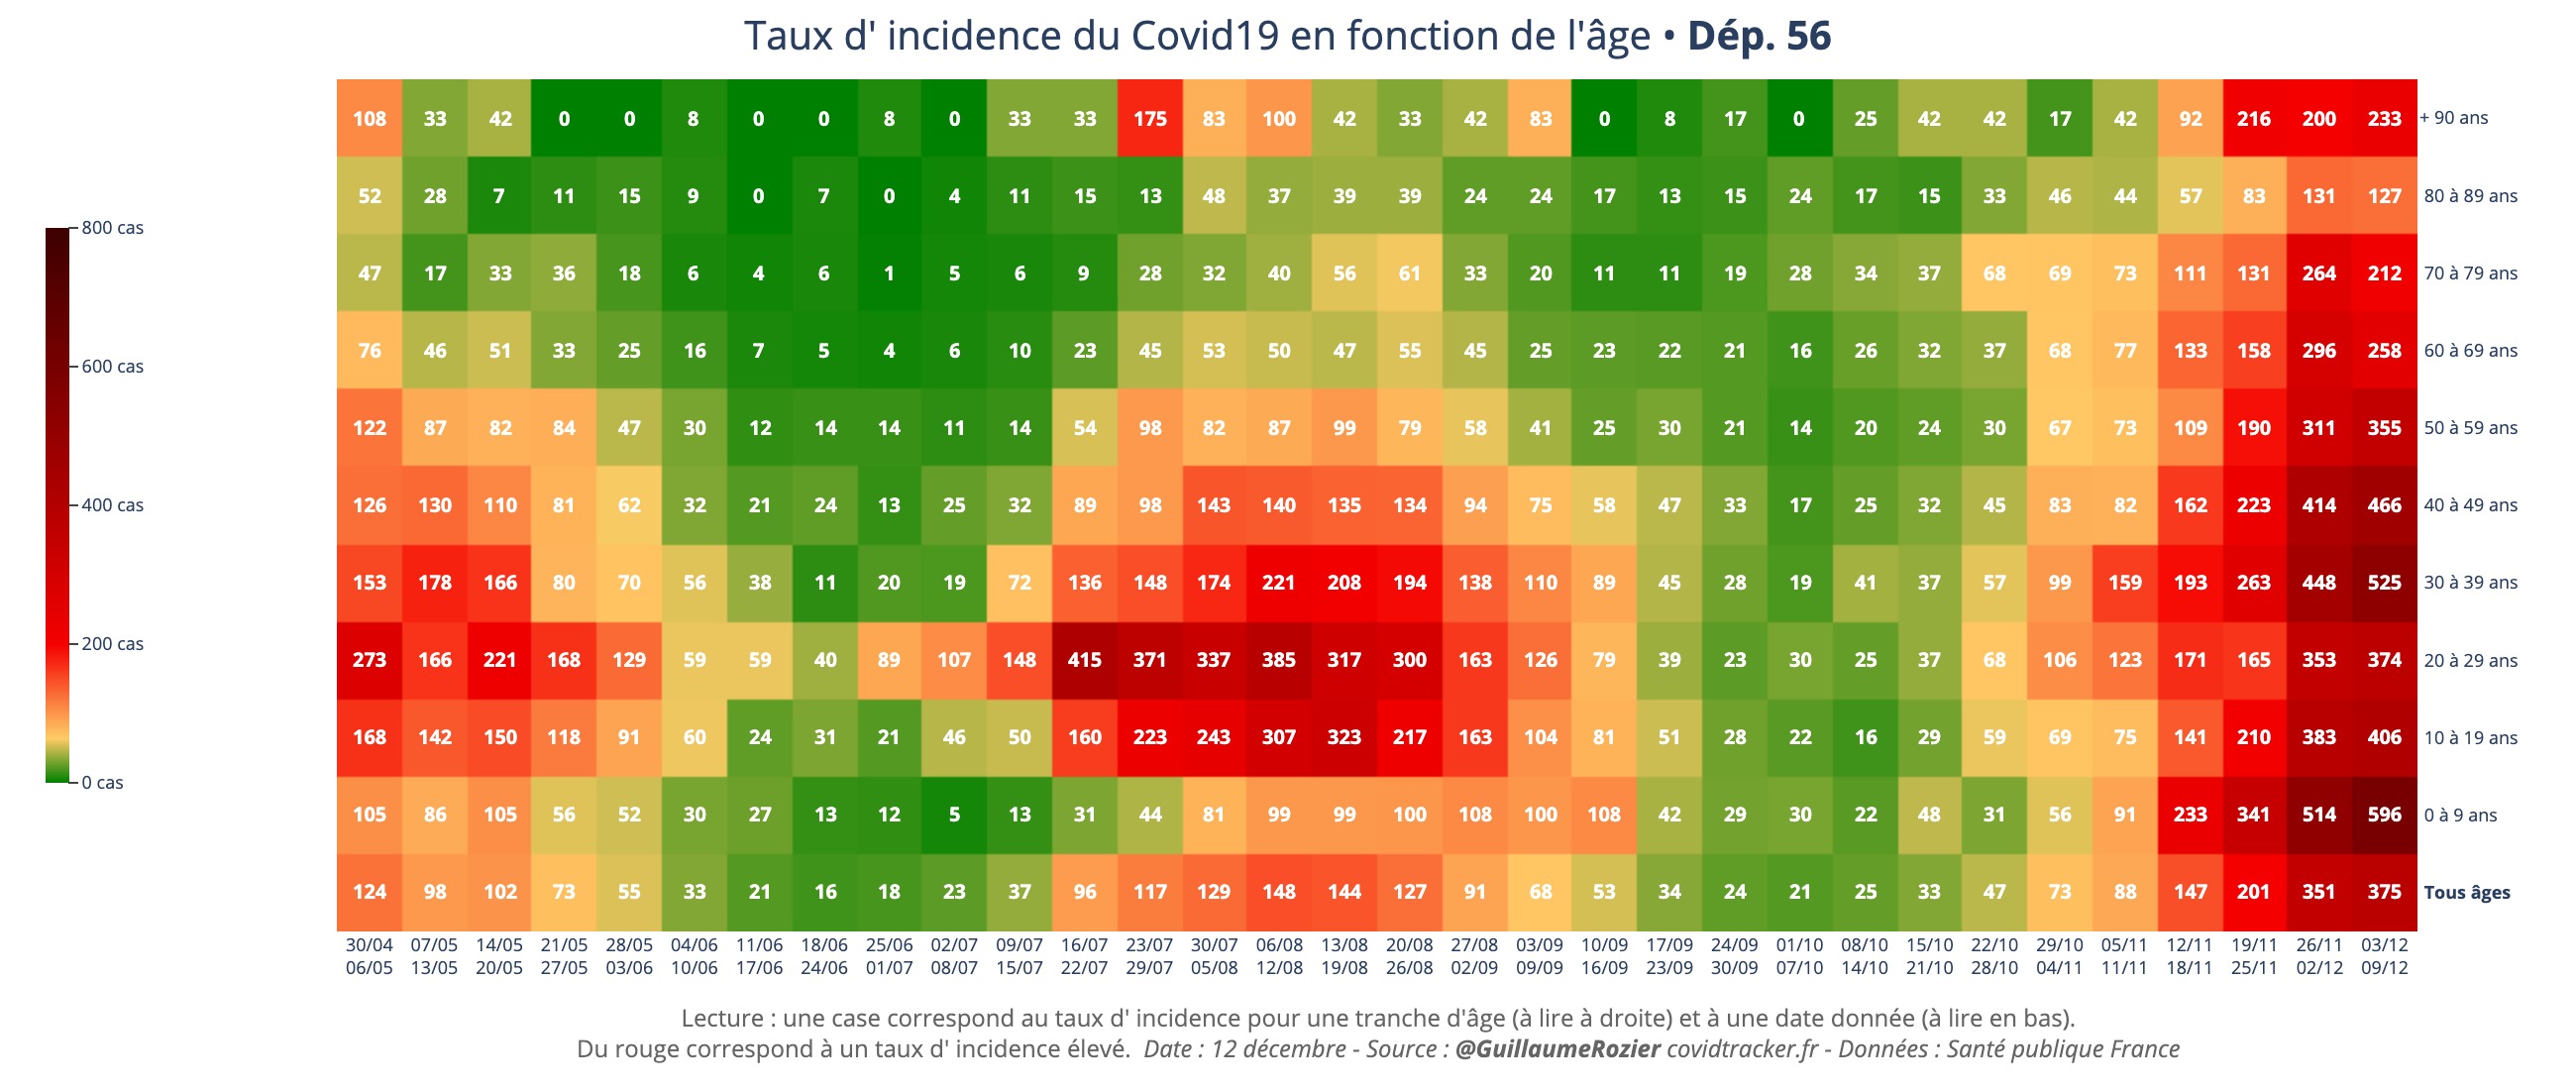 Taux d' incidence du Covid19 en fonction de l'âge • Dép. 56
800 cas
600 cas
400 cas
200 cas
0 cas
108 33 42 0 0 8 0 0 8 0 33 33 175 83 100 42 33 42 83 0 8 17 0 25 42 42 17 42 92 216 200 233 + 90 ans
52 28 7 11 15 9 0 7 0 4 11 15 13 48 37 39 39 24 24 17 13 15 24 17 15 33 46 44 57 83 131 127 80 à 89 ans
47 17 33 36 18 6 4 6 1 5 6 9 28 32 40 56 61 33 20 11 11 19 28 34 37 68 69 73 111 131 264 212 70 à 79 ans
76 46 51 33 25 16 7 5 4 6 10 23 45 53 50 47 55 45 25 23 22 21 16 26 32 37 68 77 133 158 296 258 60 à 69 ans
122 87 82 84 47 30 12 14 14 11 14 54 98 82 87 99 79 58 41 25 30 21 14 20 24 30 67 73 109 190 311 355 50 à 59 ans
126 130 110 81 62 32 21 24 13 25 32 89 98 143 140 135 134 94 75 58 47 33 17 25 32 45 83 82 162 223 414 466 40 à 49 ans
153 178 166 80 70 56 38 11 20 19 72 136 148 174 221 208 194 138 110 89 45 28 19 41 37 57 99 159 193 263 448 525 30 à 39 ans
273 166 221 168 129 59 59 40 89 107 148 415 371 337 385 317 300 163 126 79 39 23 30 25 37 68 106 123 171 165 353 374 20 à 29 ans
168 142 150 118 91 60 24 31 21 46 50 160 223 243 307 323 217 163 104 81 51 28 22 16 29 59 69 75 141 210 383 406 10 à 19 ans
105 86 105 56 52 30 27 13 12 5 13 31 44 81 99 99 100 108 100 108 42 29 30 22 48 31 56 91 233 341 514 596 0 à 9 ans
124 98 102 73 55 33 21 16 18 23 37 96 117 129 148 144 127 91 68 53 34 24 21 25 33 47 73 88 147 201 351 375 Tous âges
30/04 07/05 14/05 21/05 28/05 04/06 11/06 18/06 25/06 02/07 09/07 16/07 23/07 30/07 06/08 13/08 20/08 27/08 03/09 10/09 17/09 24/09 01/10 08/10 15/10 22/10 29/10 05/11 12/11 19/11 26/11 03/12
06/05 13/05 20/05 27/05 03/06 10/06 17/06 24/06 01/07 08/07 15/07 22/07 29/07 05/08 12/08 19/08 26/08 02/09 09/09 16/09 23/09 30/09 07/10 14/10 21/10 28/10 04/11 11/11 18/11 25/11 02/12 09/12
Lecture : une case correspond au taux d' incidence pour une tranche d'âge (à lire à droite) et à une date donnée (à lire en bas).
Du rouge correspond à un taux d' incidence élevé. Date : 12 décembre - Source : @GuillaumeRozier covidtracker.fr - Données : Santé publique France